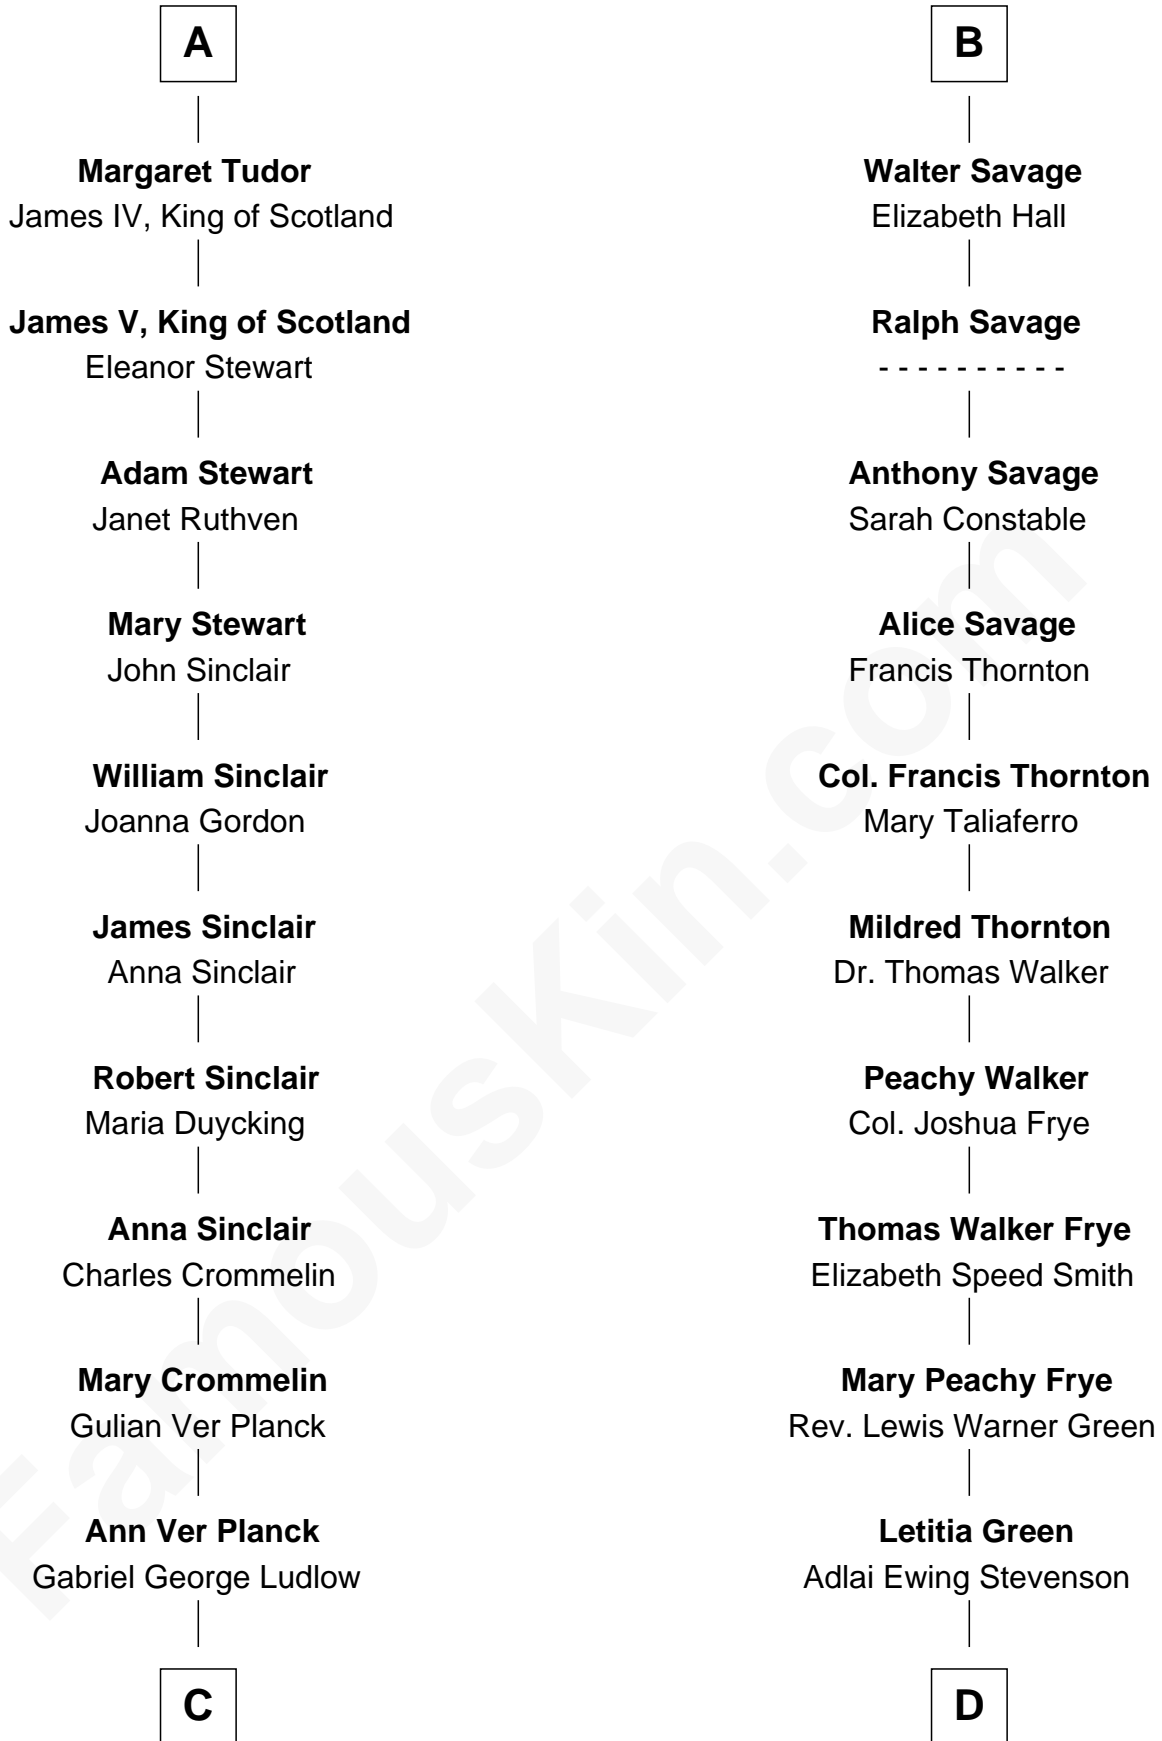 A
Margaret Tudor
James IV, King of Scotland
James V, King of Scotland
Eleanor Stewart
Adam Stewart
Janet Ruthven
Mary Stewart
John Sinclair
William Sinclair
Joanna Gordon
James Sinclair
Anna Sinclair
Robert Sinclair
Maria Duycking
Anna Sinclair
Charles Crommelin
Mary Crommelin
Gulian Ver Planck
Ann Ver Planck
Gabriel George Ludlow
C
B
Walter Savage
Elizabeth Hall
Ralph Savage
- - - - - - - - - -
Anthony Savage
Sarah Constable
Alice Savage
Francis Thornton
Col. Francis Thornton
Mary Taliaferro
Mildred Thornton
Dr. Thomas Walker
Peachy Walker
Col. Joshua Frye
Thomas Walker Frye
Elizabeth Speed Smith
Mary Peachy Frye
Rev. Lewis Warner Green
Letitia Green
Adlai Ewing Stevenson
D
FamousKin.com